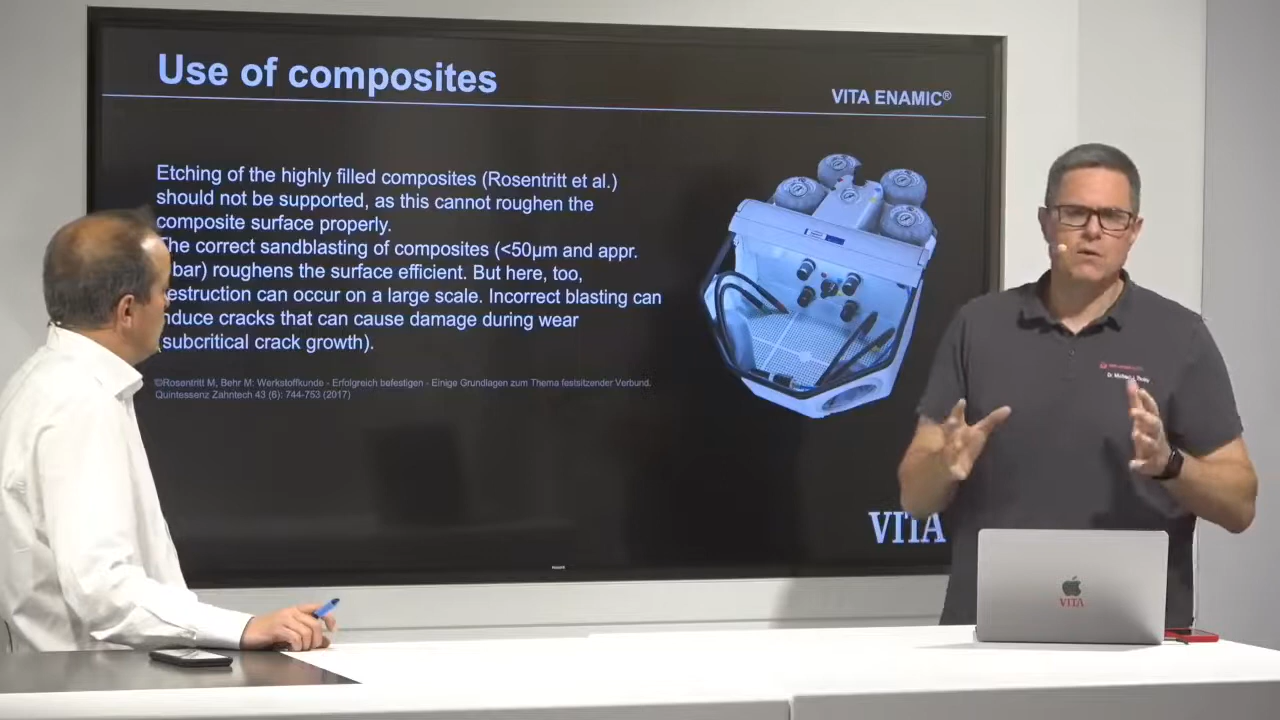 Use of composites
VITA ENAMIC®
Etching of the highly filled composites (Rosentritt et al.)
should not be supported, as this cannot roughen the
composite surface properly.
The correct sandblasting of composites (<50µm and appr.
bar) roughens the surface efficient. But here, too,
estruction can occur on a large scale. Incorrect blasting can
nduce cracks that can cause damage during wear
(subcritical crack growth).
©Rosentritt M, Behr M: Werkstoffkunde - Erfolgreich befestigen - Einige Grundlagen zum Thema festsitzender Verbund.
Quintessenz Zahntech 43 (6): 744-753 (2017)
VITA
VITA